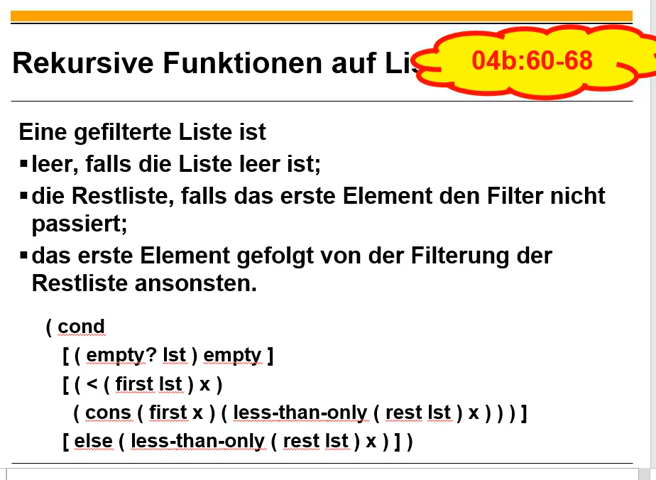 Rekursive Funktionen auf Lis
04b:60-68
Eine gefilterte Liste ist
▪leer, falls die Liste leer ist;
▪die Restliste, falls das erste Element den Filter nicht
passiert;
▪das erste Element gefolgt von der Filterung der
Restliste ansonsten.
( cond
[ ( empty? lst ) empty ]
[ ( < ( first lst ) x )
( cons ( first x ) ( less-than-only ( rest lst ) x ) ) ) ]
[ else ( less-than-only ( rest lst ) x ) ] )